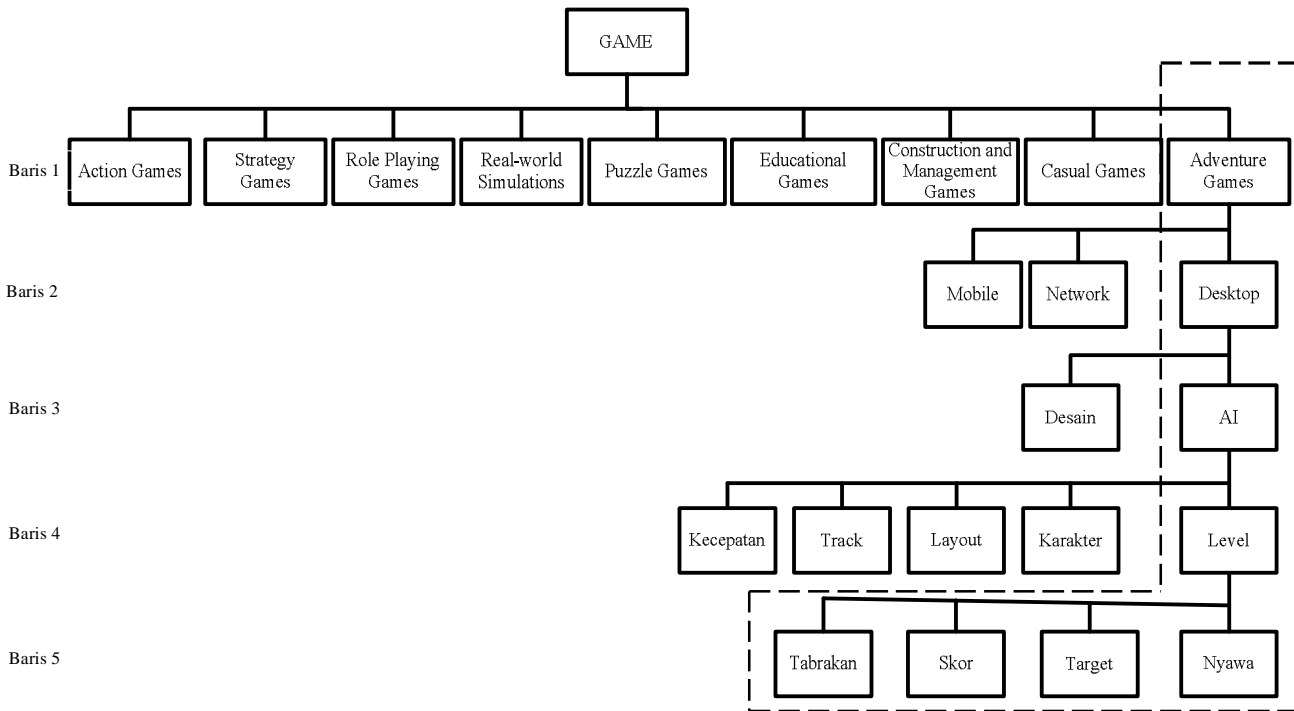 GAME
Baris 1
Action Games
Strategy
Games
Role Playing
Games
Real-world
Simulations
Puzzle Games
Educational
Games
Construction and
Management
Games
Casual Games
Adventure
Games
Baris 2
Mobile
Network
Desktop
Baris 3
Desain
AI
Baris 4
Kecepatan
Track
Layout
Karakter
Level
Baris 5
Tabrakan
Skor
Target
Nyawa